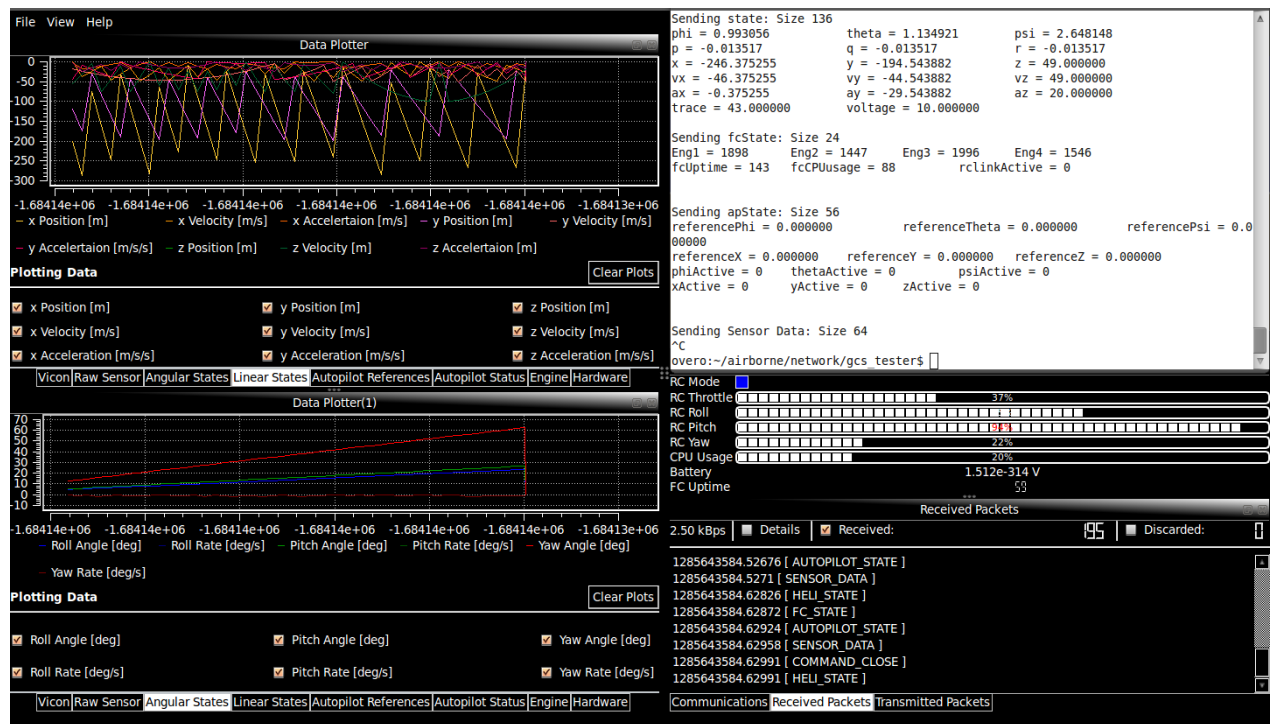 File View Help
Data Plotter
0
-50
-100
-150
-200
-250
-300
-1.68414e+06 -1.68414e+06 -1.68414e+06 -1.68414e+06 -1.68414e+06 -1.68414e+06 -1.68413e+06
x Position [m] x Velocity [m/s] x Accelertaion [m/s/s] y Position [m] y Velocity [m/s]
y Accelertaion [m/s/s] z Position [m] z Velocity [m] z Accelertaion [m]
Plotting Data Clear Plots
x Position [m] y Position [m] z Position [m]
x Velocity [m/s] y Velocity [m/s] z Velocity [m/s]
x Acceleration [m/s/s] y Acceleration [m/s/s] z Acceleration [m/s/s]
Vicon Raw Sensor Angular States Linear States Autopilot References Autopilot Status Engine Hardware
Data Plotter(1)
70
60
50
40
30
20
10
0
-10
-1.68414e+06 -1.68414e+06 -1.68414e+06 -1.68414e+06 -1.68414e+06 -1.68414e+06 -1.68413e+06
Roll Angle [deg] Roll Rate [deg/s] Pitch Angle [deg] Pitch Rate [deg/s] Yaw Angle [deg]
Yaw Rate [deg/s]
Plotting Data Clear Plots
Roll Angle [deg] Pitch Angle [deg] Yaw Angle [deg]
Roll Rate [deg/s] Pitch Rate [deg/s] Yaw Rate [deg/s]
Vicon Raw Sensor Angular States Linear States Autopilot References Autopilot Status Engine Hardware
Sending state: Size 136
phi = 0.993056 theta = 1.134921 psi = 2.648148
p = -0.013517 q = -0.013517 r = -0.013517
x = -246.375255 y = -194.543882 z = 49.000000
vx = -46.375255 vy = -44.543882 vz = 49.000000
ax = -0.375255 ay = -29.543882 az = 20.000000
trace = 43.000000 voltage = 10.000000
Sending fcState: Size 24
Eng1 = 1898 Eng2 = 1447 Eng3 = 1996 Eng4 = 1546
fcUptime = 143 fcCPUusage = 88 rclinkActive = 0
Sending apState: Size 56
referencePhi = 0.000000 referenceTheta = 0.000000 referencePsi = 0.0
00000
referenceX = 0.000000 referenceY = 0.000000 referenceZ = 0.000000
phiActive = 0 thetaActive = 0 psiActive = 0
xActive = 0 yActive = 0 zActive = 0
Sending Sensor Data: Size 64
^C
overo:~/airborne/network/gcs_tester$
RC Mode
RC Throttle 37%
RC Roll
RC Pitch 94%
RC Yaw 22%
CPU Usage 20%
Battery 1.512e-314 V
FC Uptime 59
Received Packets
2.50 kBps Details Received: 195 Discarded: 0
1285643584.52676 [ AUTOPILOT_STATE ]
1285643584.5271 [ SENSOR_DATA ]
1285643584.62826 [ HELI_STATE ]
1285643584.62872 [ FC_STATE ]
1285643584.62924 [ AUTOPILOT_STATE ]
1285643584.62958 [ SENSOR_DATA ]
1285643584.62991 [ COMMAND_CLOSE ]
1285643584.62991 [ HELI_STATE ]
Communications Received Packets Transmitted Packets